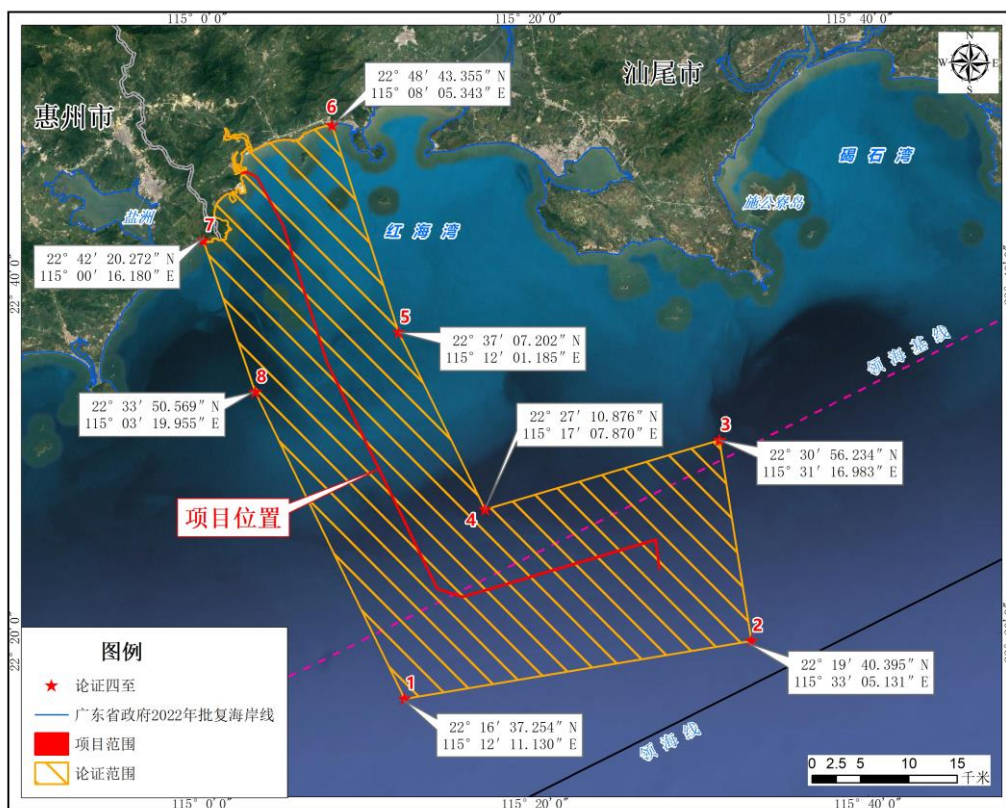 115° 0′ 0″ E
115° 20′ 0″ E
115° 40′ 0″ E
N
W
E
S
汕尾市
惠州市
6
22° 48′ 43.355″ N
115° 08′ 05.343″ E
碣石湾
施公寮岛
盐洲
红海湾
7
22° 42′ 20.272″ N
115° 00′ 16.180″ E
22° 40′ 0″ N
5
22° 37′ 07.202″ N
115° 12′ 01.185″ E
领海基线
8
22° 33′ 50.569″ N
115° 03′ 19.955″ E
22° 27′ 10.876″ N
115° 17′ 07.870″ E
3
22° 30′ 56.234″ N
115° 31′ 16.983″ E
项目位置
4
22° 20′ 0″ N
2
22° 19′ 40.395″ N
115° 33′ 05.131″ E
1
22° 16′ 37.254″ N
115° 12′ 11.130″ E
领海线
图例
论证四至
广东省政府2022年批复海岸线
项目范围
论证范围
0 2.5 5 10 15
千米
115° 0′ 0″ E
115° 20′ 0″ E
115° 40′ 0″ E